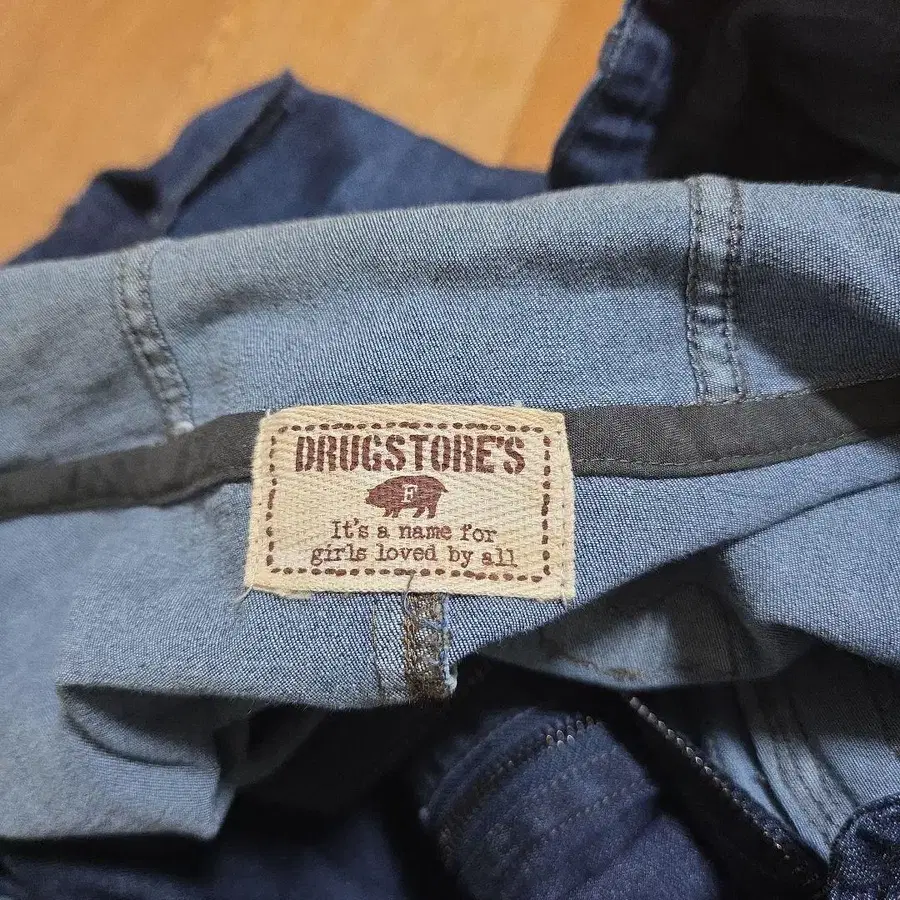 DRUGSTORE'S
F
It's a name for
girls loved by all